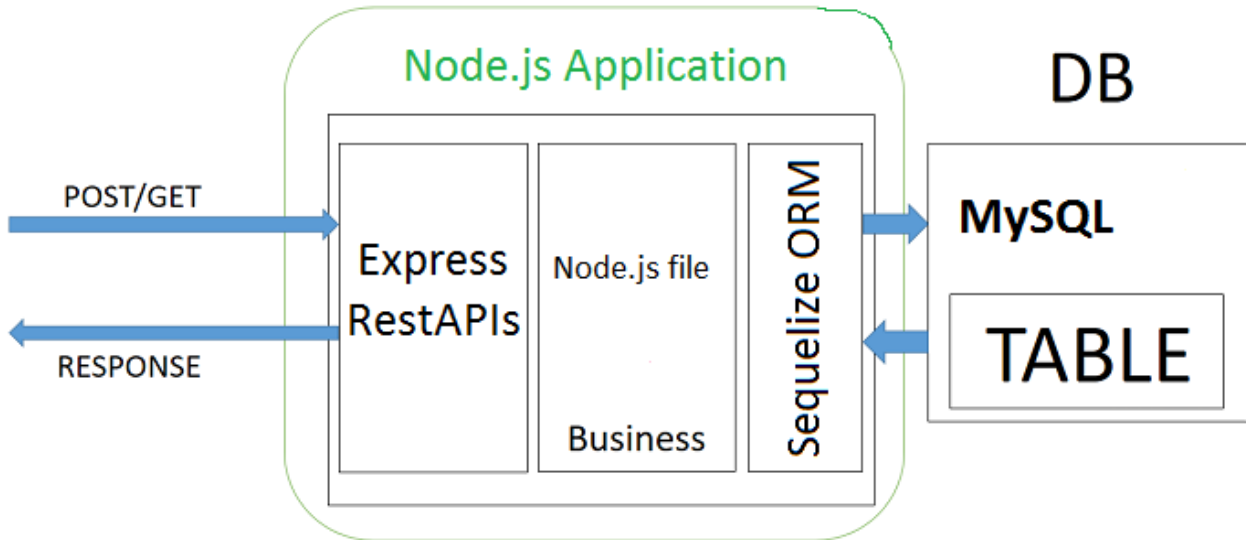 Node.js Application
DB
POST/GET
RESPONSE
Express
RestAPIs
Node.js file
Business
Sequelize ORM
MySQL
TABLE